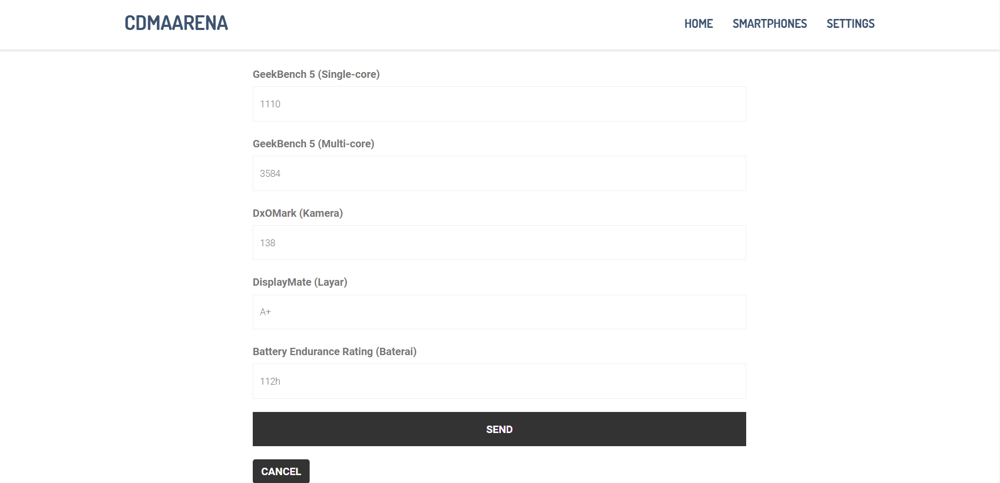 CDMAARENA
HOME SMARTPHONES SETTINGS
GeekBench 5 (Single-core)
1110
GeekBench 5 (Multi-core)
3584
DxOMark (Kamera)
138
DisplayMate (Layar)
A+
Battery Endurance Rating (Baterai)
112h
SEND
CANCEL